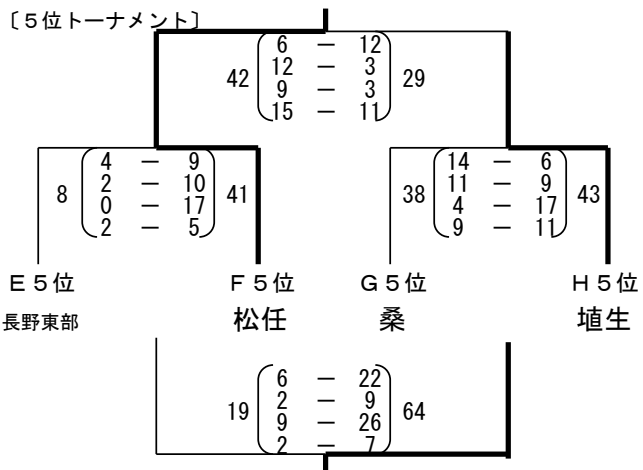 〔５位トーナメント〕
6 － 12
42 12 － 3 29
9 － 3
15 － 11
4 － 9 14 － 6
8 2 － 10 41 38 11 － 9 43
0 － 17 4 － 17
2 － 5 9 － 11
Ｅ５位 Ｆ５位 Ｇ５位 Ｈ５位
長野東部 松任 桑 埴生
6 － 22
19 2 － 9 64
9 － 26
2 － 7